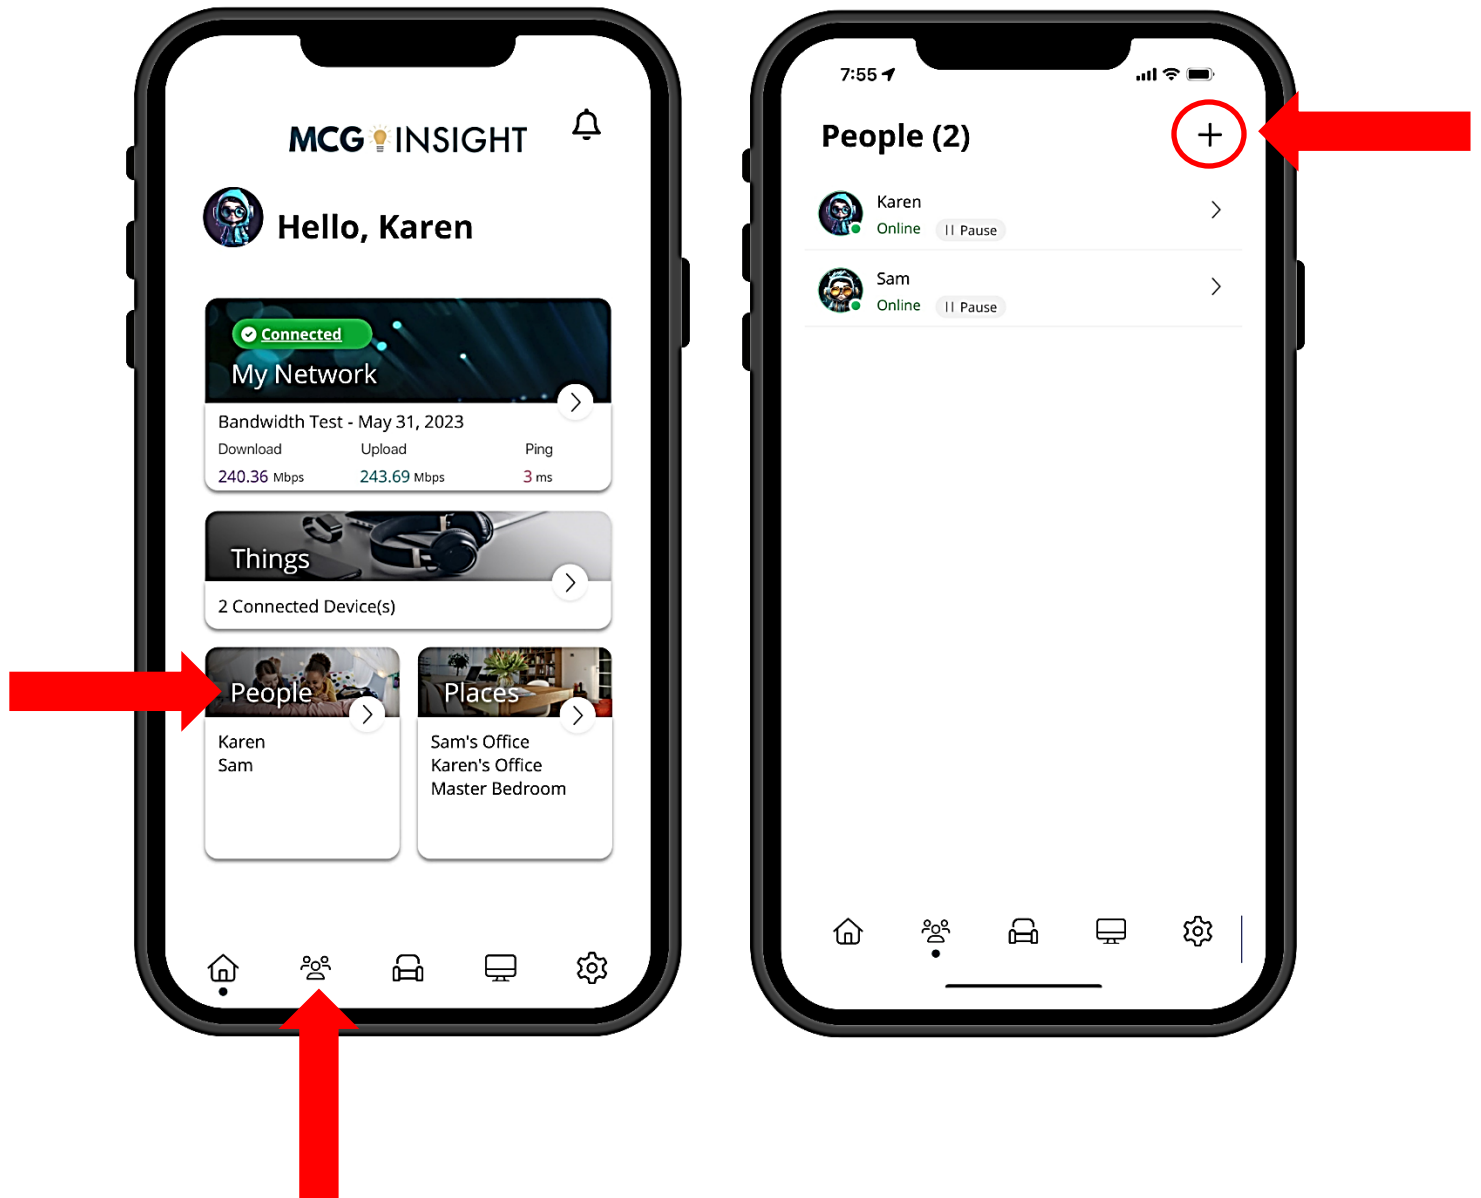 MCG INSIGHT
Hello, Karen
Connected
My Network
Bandwidth Test - May 31, 2023
Download Upload Ping
240.36 Mbps 243.69 Mbps 3 ms
Things
2 Connected Device(s)
People
Karen
Sam
Places
Sam's Office
Karen's Office
Master Bedroom
7:55
People (2)
Karen
Online Pause
Sam
Online Pause